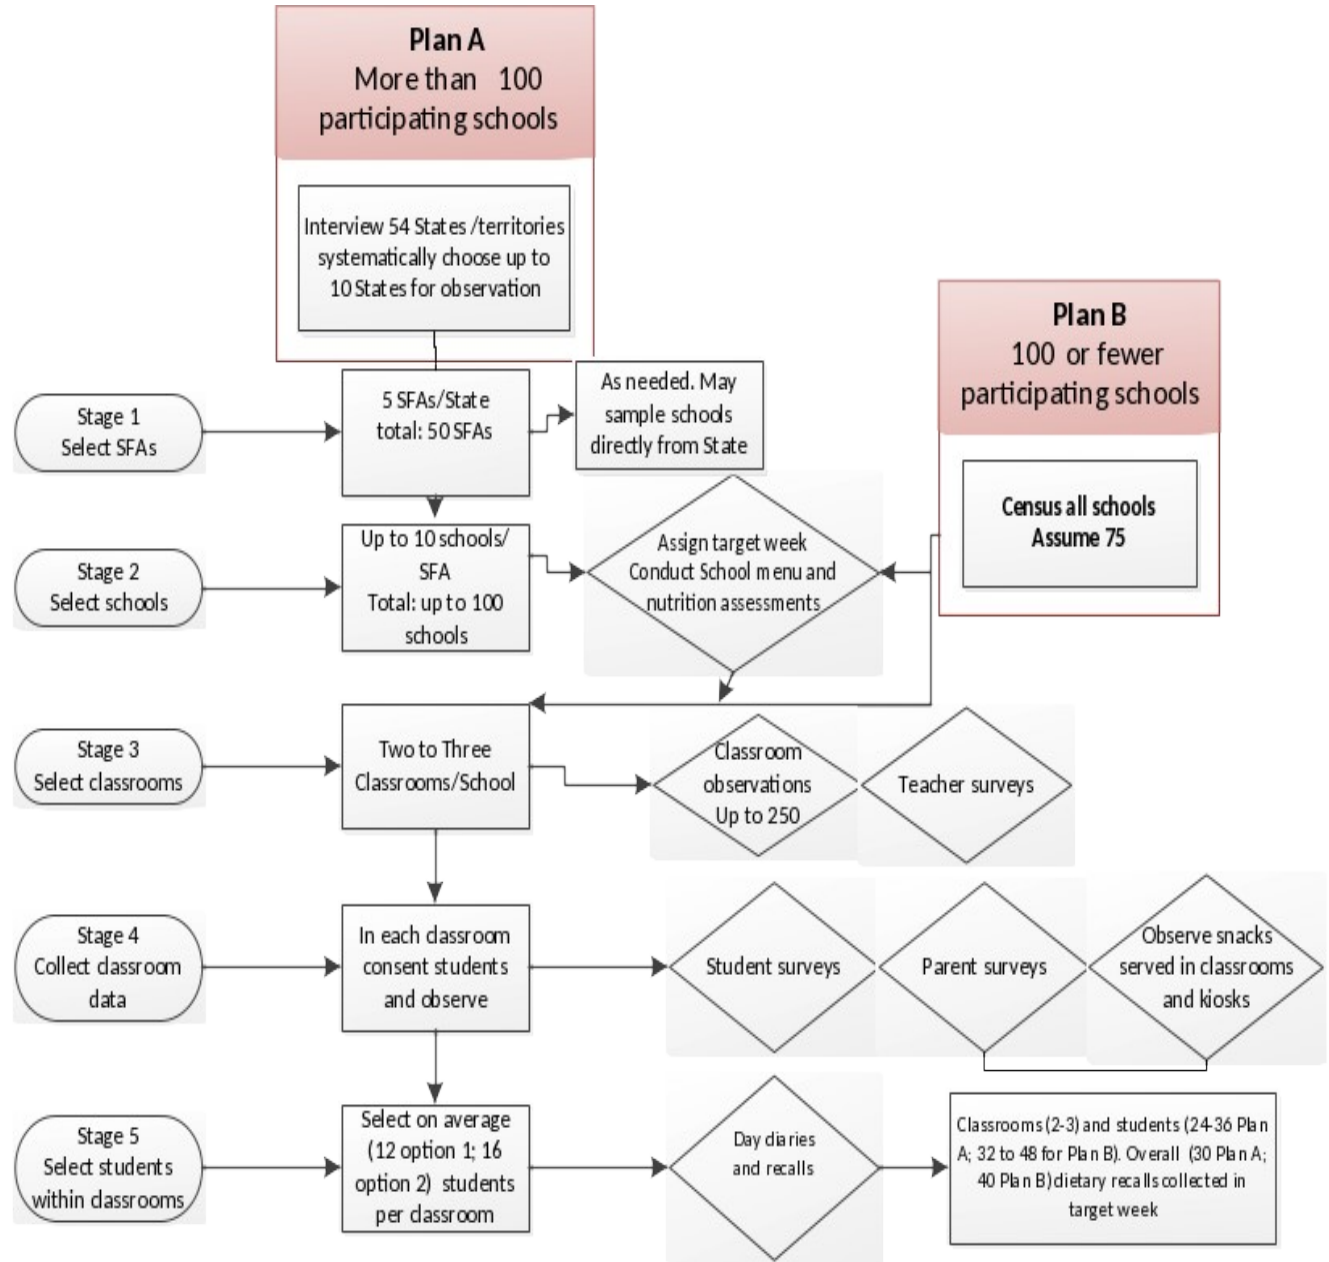 Plan A
More than 100
participating schools
Interview 54 States /territories
systematically choose up to
10 States for observation
Plan B
100 or fewer
participating schools
Census all schools
Assume 75
Stage 1
Select SFAs
5 SFAs/State
total: 50 SFAs
As needed. May
sample schools
directly from State
Stage 2
Select schools
Up to 10 schools/
SFA
Total: up to 100
schools
Assign target week
Conduct School menu and
nutrition assessments
Stage 3
Select classrooms
Two to Three
Classrooms/School
Classroom
observations
Up to 250
Teacher surveys
Stage 4
Collect classroom
data
In each classroom
consent students
and observe
Student surveys
Parent surveys
Observe snacks
served in classrooms
and kiosks
Stage 5
Select students
within classrooms
Select on average
(12 option 1; 16
option 2) students
per classroom
Day diaries
and recalls
Classrooms (2-3) and students (24-36 Plan
A; 32 to 48 for Plan B). Overall (30 Plan A;
40 Plan B)dietary recalls collected in
target week